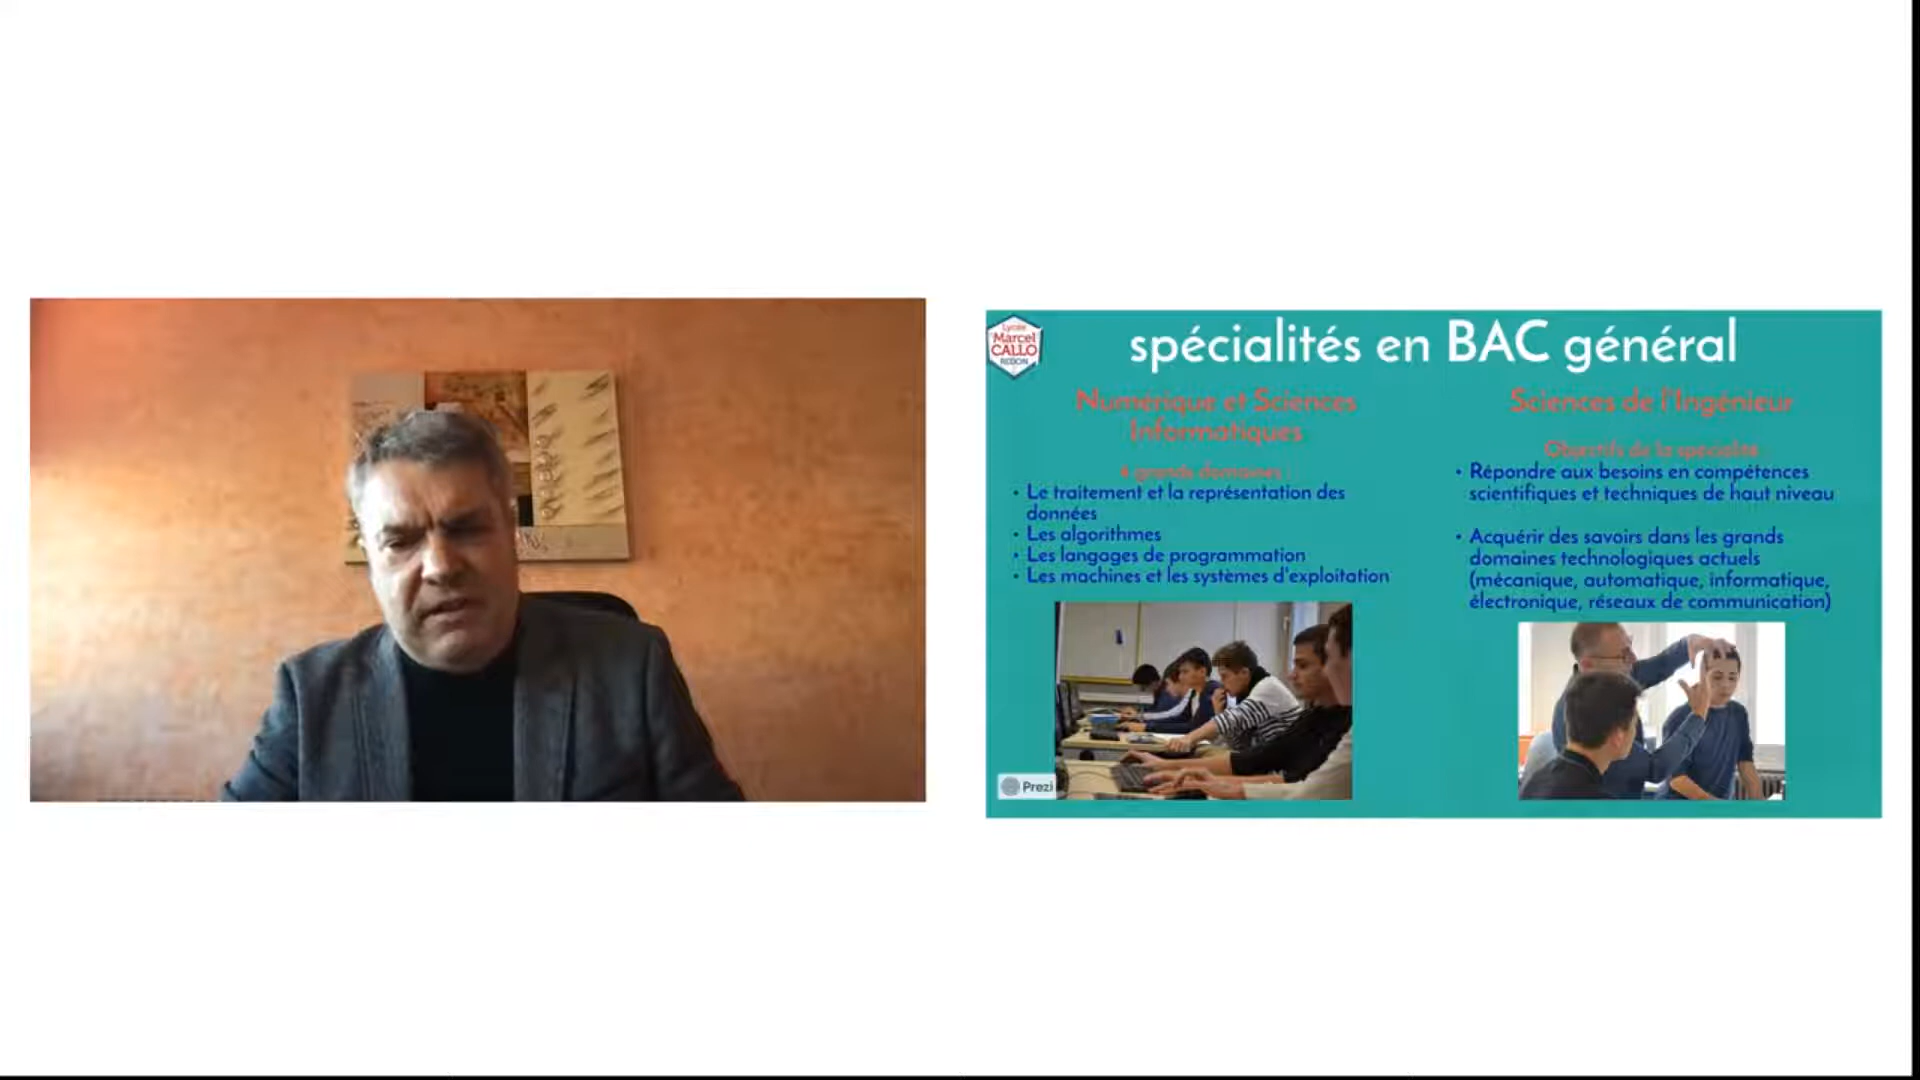 Lycée
Marcel
CALLO
REDON
spécialités en BAC général
Numérique et Sciences
Informatiques
4 grands domaines :
• Le traitement et la représentation des
données
• Les algorithmes
• Les langages de programmation
• Les machines et les systèmes d'exploitation
Prezi
Sciences de l'Ingénieur
Objectifs de la spécialité :
• Répondre aux besoins en compétences
scientifiques et techniques de haut niveau
• Acquérir des savoirs dans les grands
domaines technologiques actuels
(mécanique, automatique, informatique,
électronique, réseaux de communication)